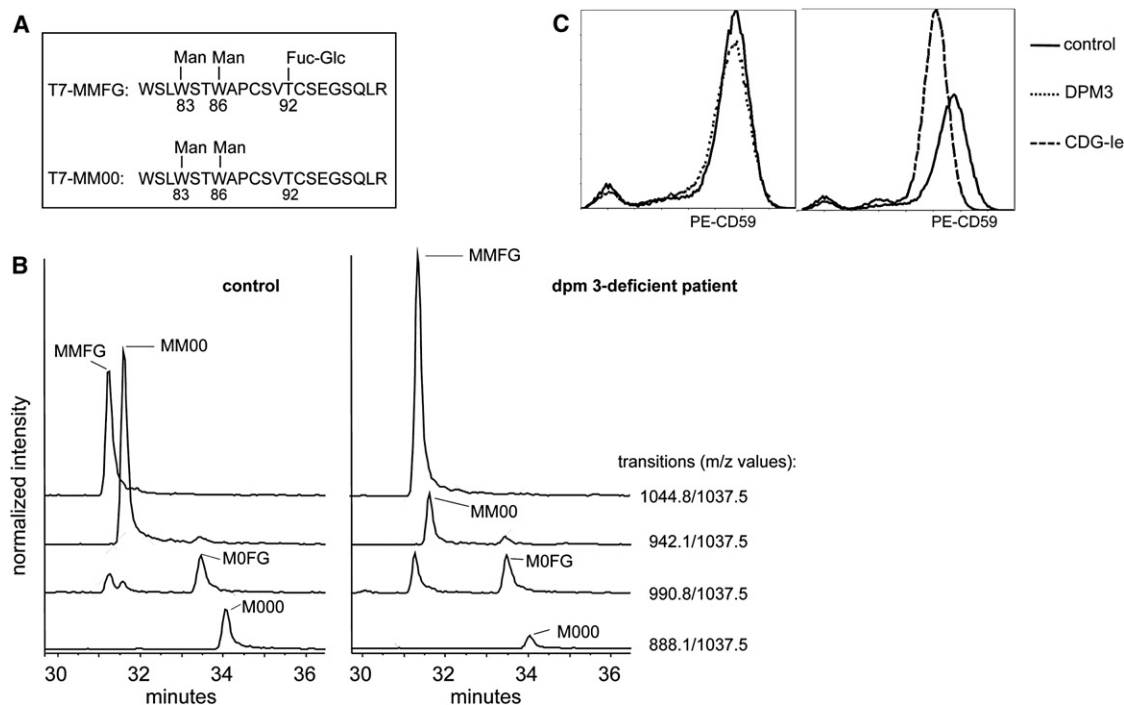 A
Man Man Fuc-Glc
T7-MMFG: WSLWSTWAPCSVTCSEGSQLR
83 86 92
Man Man
T7-MM00: WSLWSTWAPCSVTCSEGSQLR
83 86 92
C
PE-CD59
PE-CD59
control
DPM3
CDG-Ie
B
normalized intensity
control
MMFG
MM00
M0FG
M000
30 32 34 36
minutes
dpm 3-deficient patient
MMFG
MM00
M0FG
M000
30 32 34 36
minutes
transitions (m/z values):
1044.8/1037.5
942.1/1037.5
990.8/1037.5
888.1/1037.5